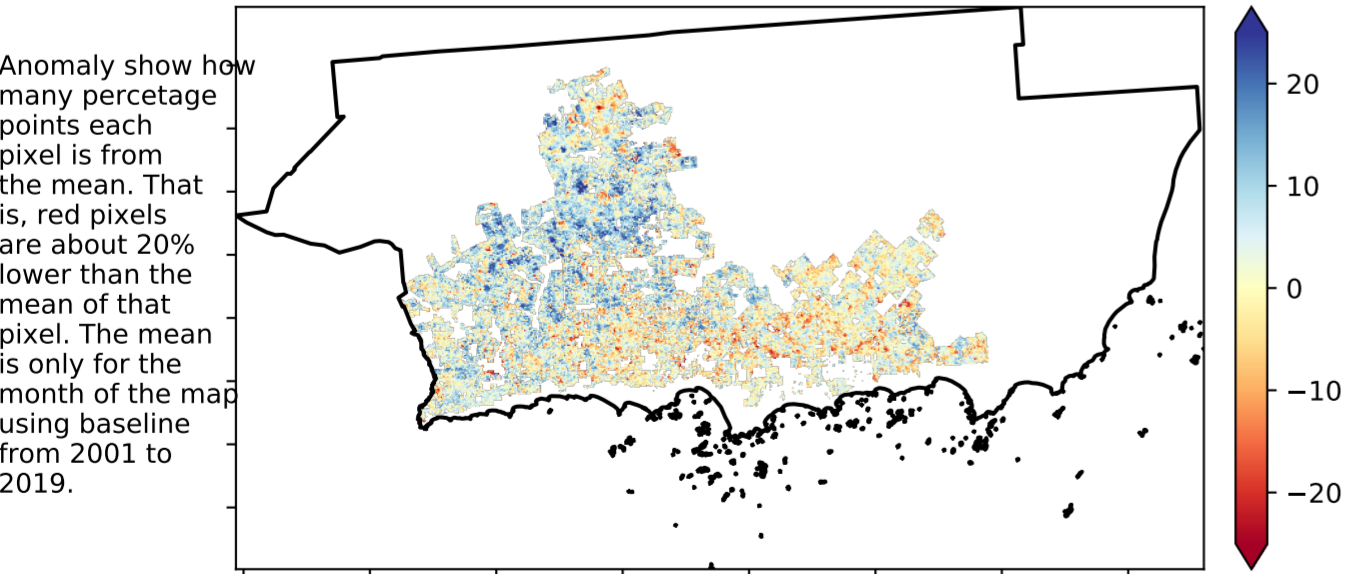 Anomaly show how
many percetage
points each
pixel is from
the mean. That
is, red pixels
are about 20%
lower than the
mean of that
pixel. The mean
is only for the
month of the map
using baseline
from 2001 to
2019.
20
10
0
−10
−20